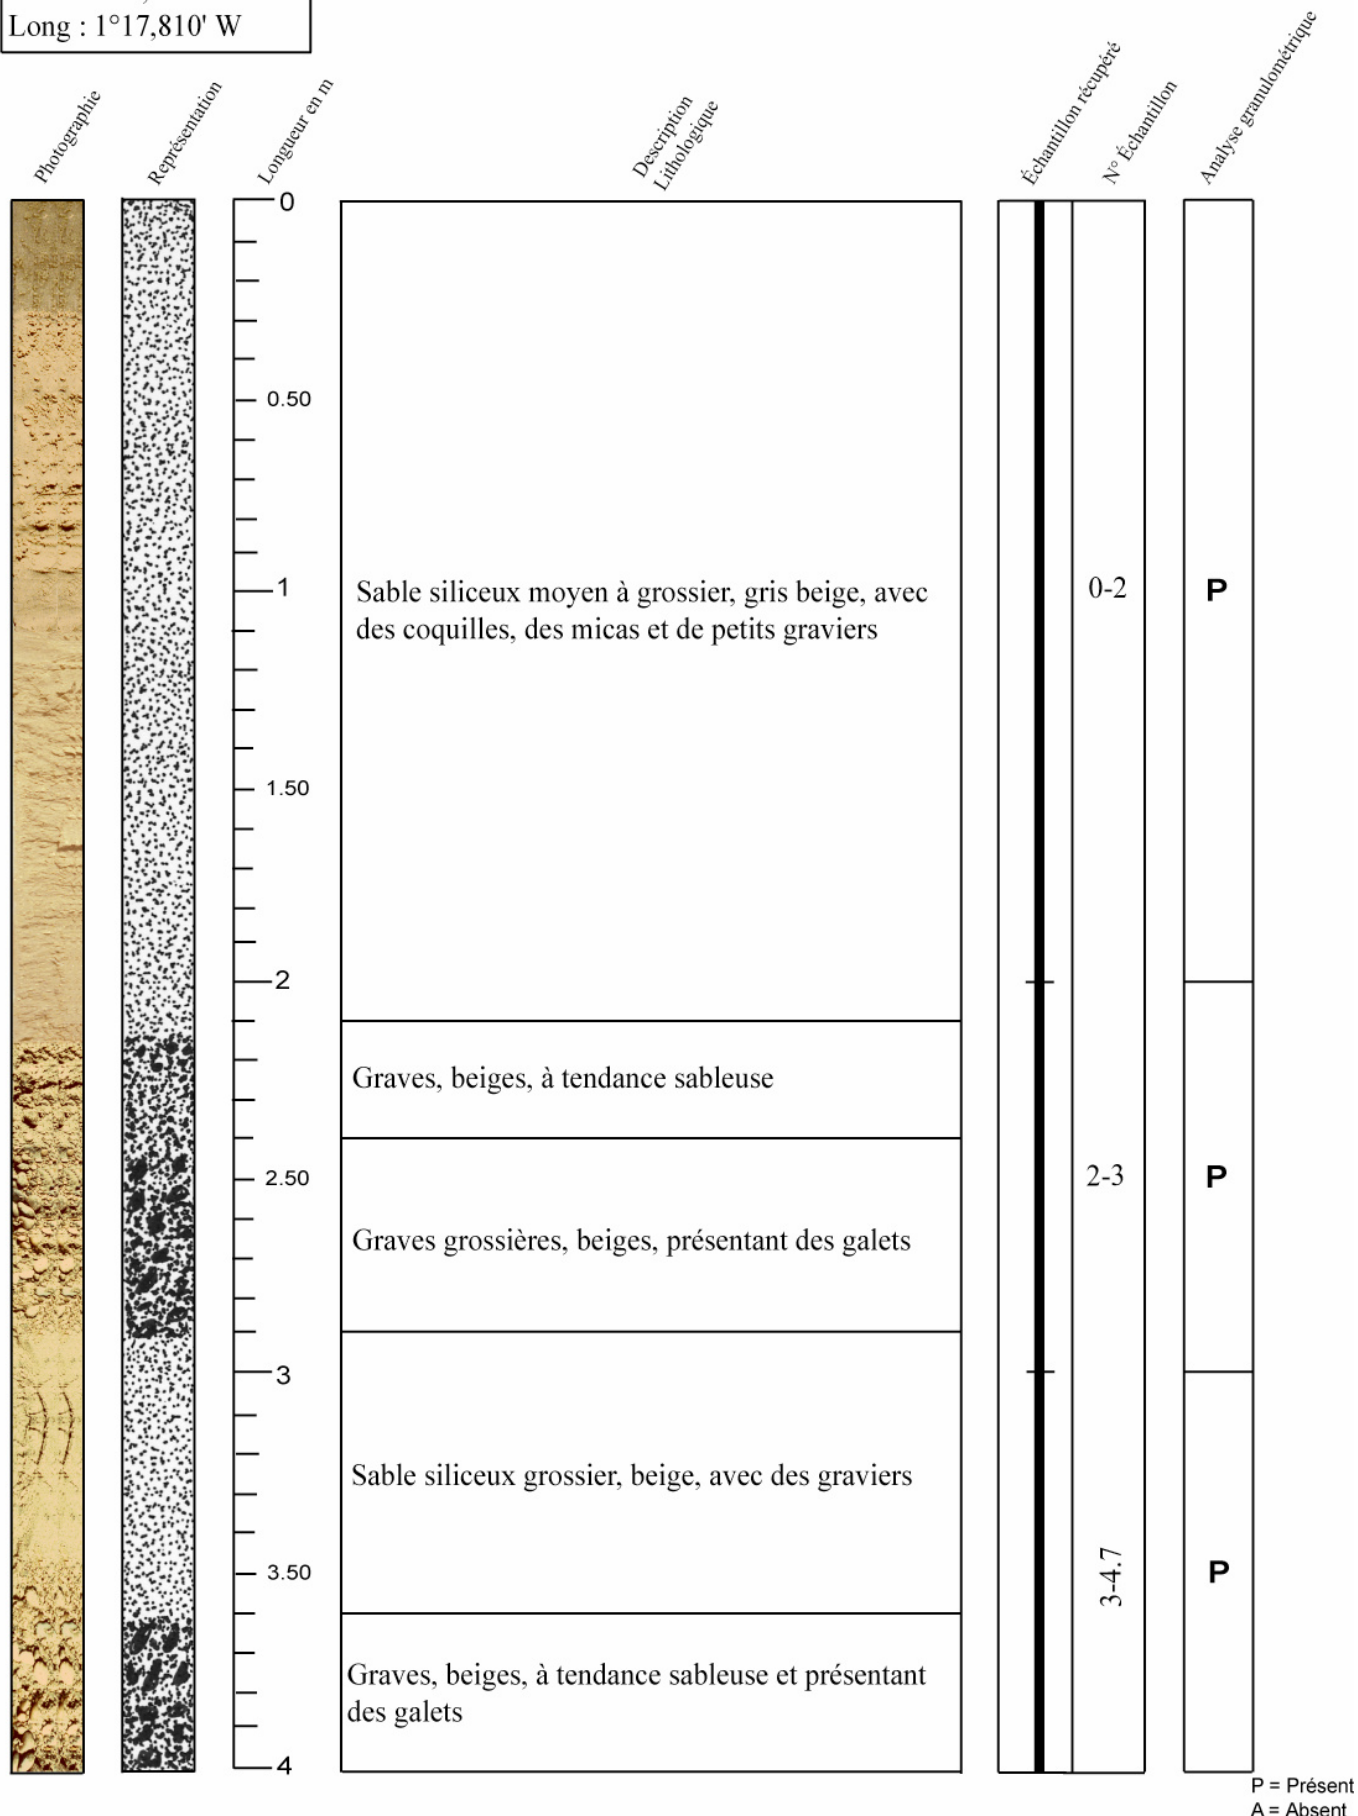 Long : 1°17,810' W
Photographie
Représentation
Longueur en m
Description
Lithologique
Échantillon récupéré
N° Échantillon
Analyse granulométrique
0
0.50
1
Sable siliceux moyen à grossier, gris beige, avec
des coquilles, des micas et de petits graviers
0-2
P
1.50
2
Graves, beiges, à tendance sableuse
2.50
2-3
P
Graves grossières, beiges, présentant des galets
3
Sable siliceux grossier, beige, avec des graviers
3.50
3-4.7
P
Graves, beiges, à tendance sableuse et présentant
des galets
4
P = Présent
A = Absent